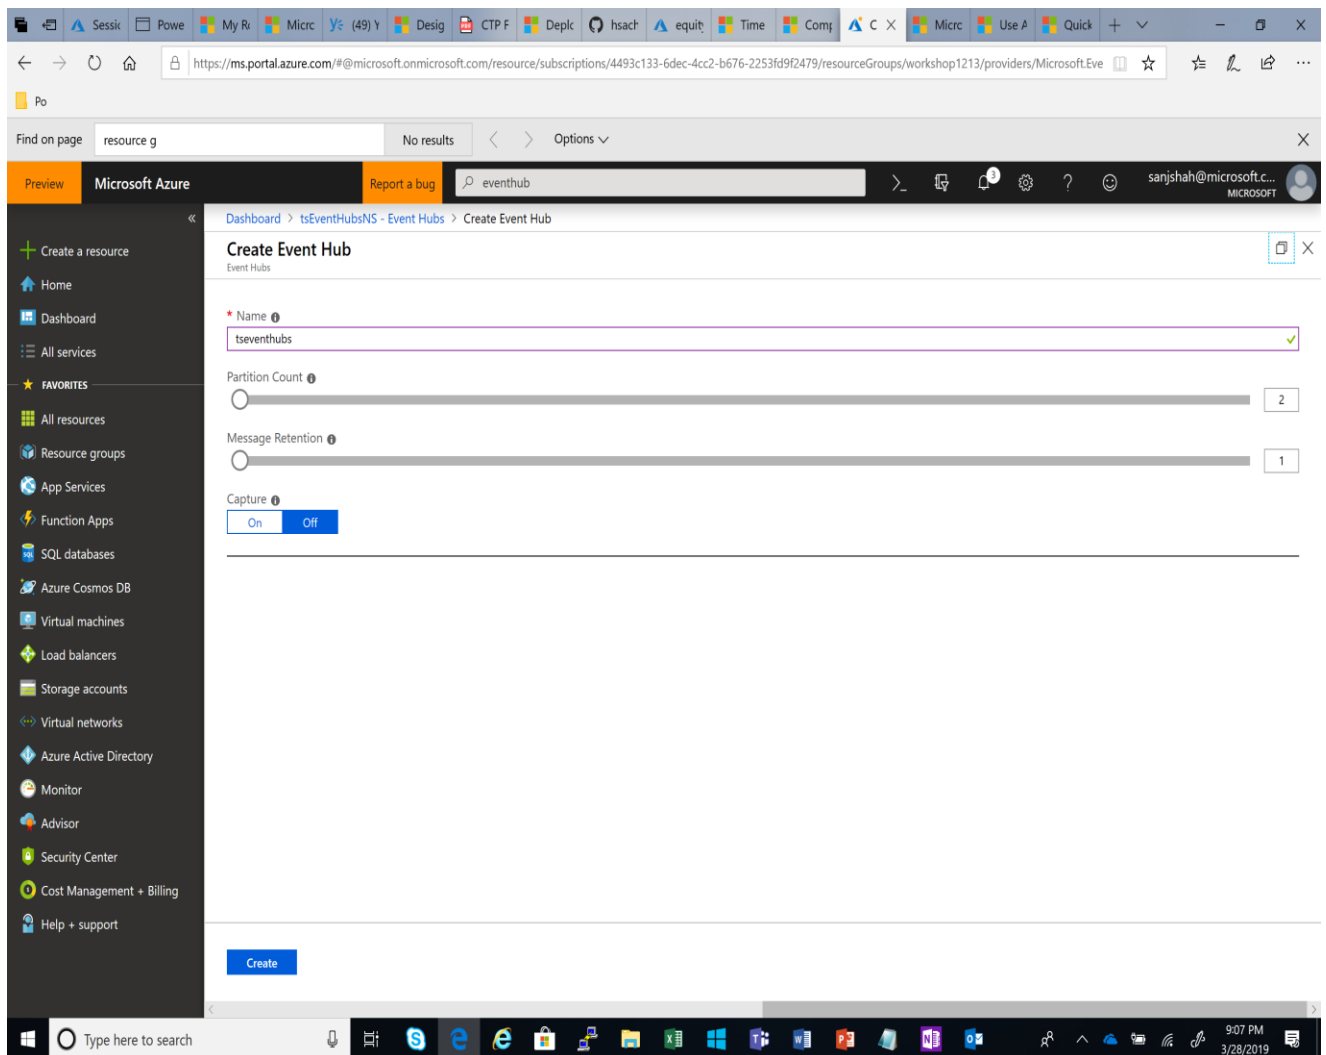 Sessic
Powe
My R
Micrc
(49) Y
Desig
CTP F
Deplc
hsach
equity
Time
Comp
C
Micrc
Use A
Quick
https://ms.portal.azure.com/#@microsoft.onmicrosoft.com/resource/subscriptions/4493c133-6dec-4cc2-b676-2253fd9f2479/resourceGroups/workshop1213/providers/Microsoft.Eve
Po
Find on page
resource g
No results
Options
Preview
Microsoft Azure
Report a bug
eventhub
3
sanjshah@microsoft.c...
MICROSOFT
Dashboard > tsEventHubsNS - Event Hubs > Create Event Hub
Create Event Hub
Event Hubs
Create a resource
Home
Dashboard
All services
FAVORITES
All resources
Resource groups
App Services
Function Apps
SQL databases
Azure Cosmos DB
Virtual machines
Load balancers
Storage accounts
Virtual networks
Azure Active Directory
Monitor
Advisor
Security Center
Cost Management + Billing
Help + support
* Name
tseventhubs
Partition Count
2
Message Retention
1
Capture
On
Off
Create
Type here to search
9:07 PM
3/28/2019